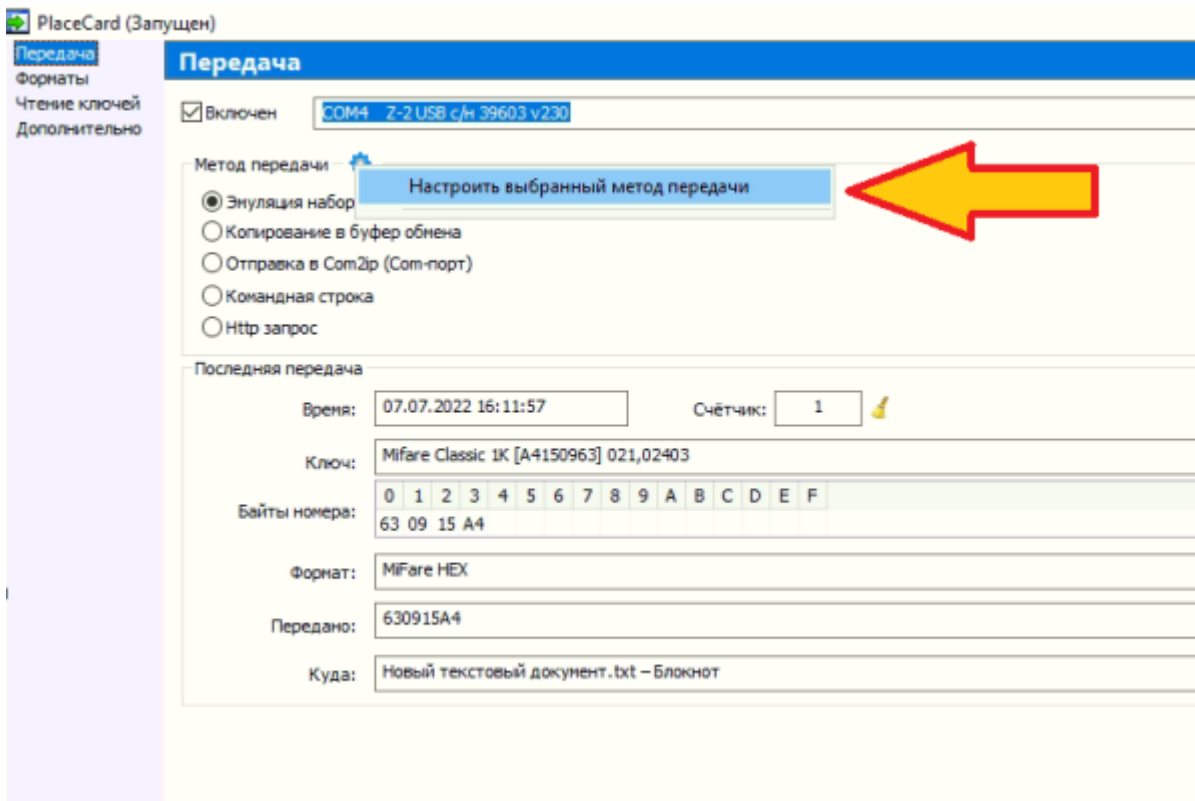 PlaceCard (Запущен)
Передача
Форматы
Чтение ключей
Дополнительно
Передача
Включен COM4 Z-2 USB с/н 39603 v230
Метод передачи
Настроить выбранный метод передачи
Эмуляция
Копирование в буфер обмена
Отправка в Com2ip (Com-порт)
Командная строка
Http запрос
Последняя передача
Время: 07.07.2022 16:11:57 Счётчик: 1
Ключ: Mifare Classic 1K [A4150963] 021,02403
Байты номера: 0 1 2 3 4 5 6 7 8 9 A B C D E F
63 09 15 A4
Формат: MiFare HEX
Передано: 630915A4
Куда: Новый текстовый документ.txt – Блокнот